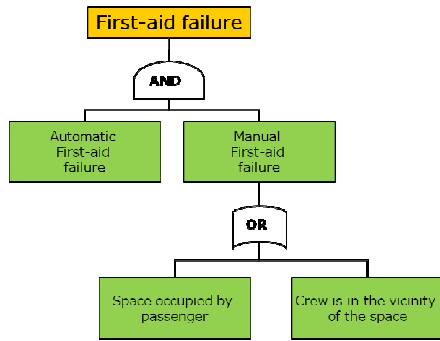 First-aid failure
AND
Automatic
First-aid
failure
Manual
First-aid
failure
OR
Space occupied by
passenger
Crew is in the vicinity
of the space